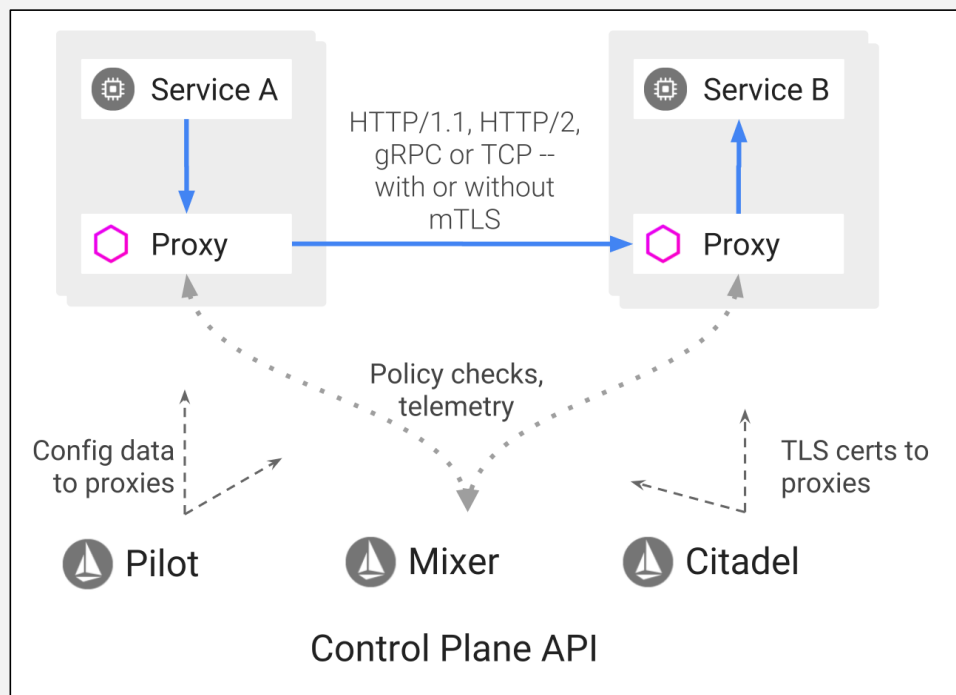 Service A
Service B
HTTP/1.1, HTTP/2,
gRPC or TCP --
with or without
mTLS
Proxy
Proxy
Policy checks,
telemetry
Config data
to proxies
TLS certs to
proxies
Pilot
Mixer
Citadel
Control Plane API